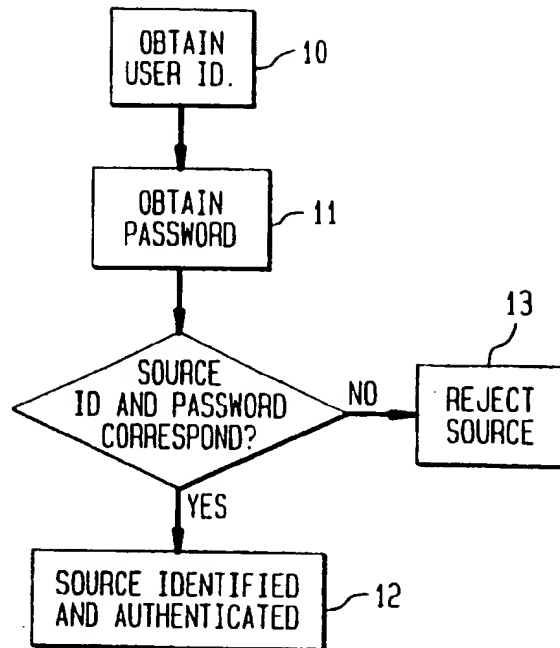 OBTAIN
USER ID.
10
OBTAIN
PASSWORD
11
SOURCE
ID AND PASSWORD
CORRESPOND?
NO
13
REJECT
SOURCE
YES
SOURCE IDENTIFIED
AND AUTHENTICATED
12